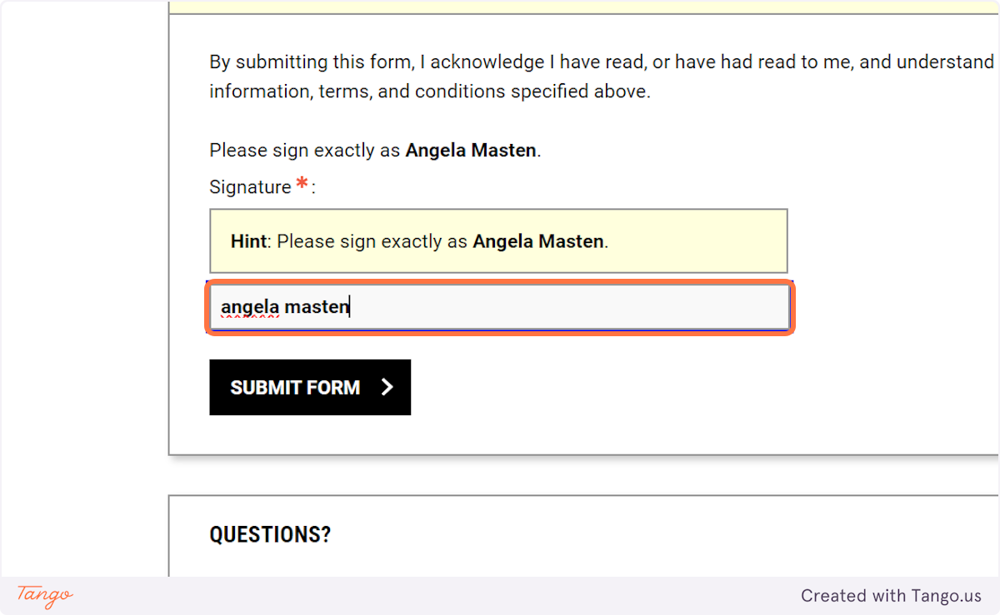 By submitting this form, I acknowledge I have read, or have had read to me, and understand
information, terms, and conditions specified above.
Please sign exactly as Angela Masten.
Signature *:
Hint: Please sign exactly as Angela Masten.
angela masten
SUBMIT FORM
QUESTIONS?
Tango
Created with Tango.us